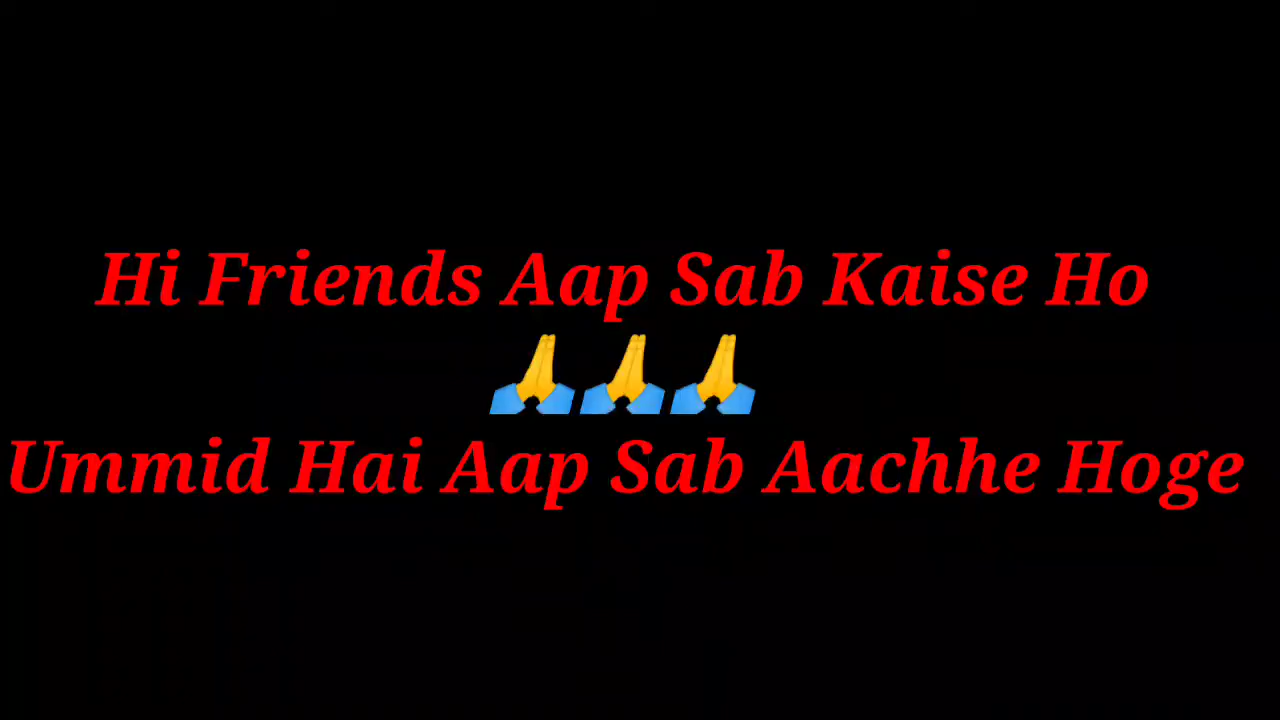 Hi Friends Aap Sab Kaise Ho
🙏🙏🙏
Ummid Hai Aap Sab Aachhe Hoge